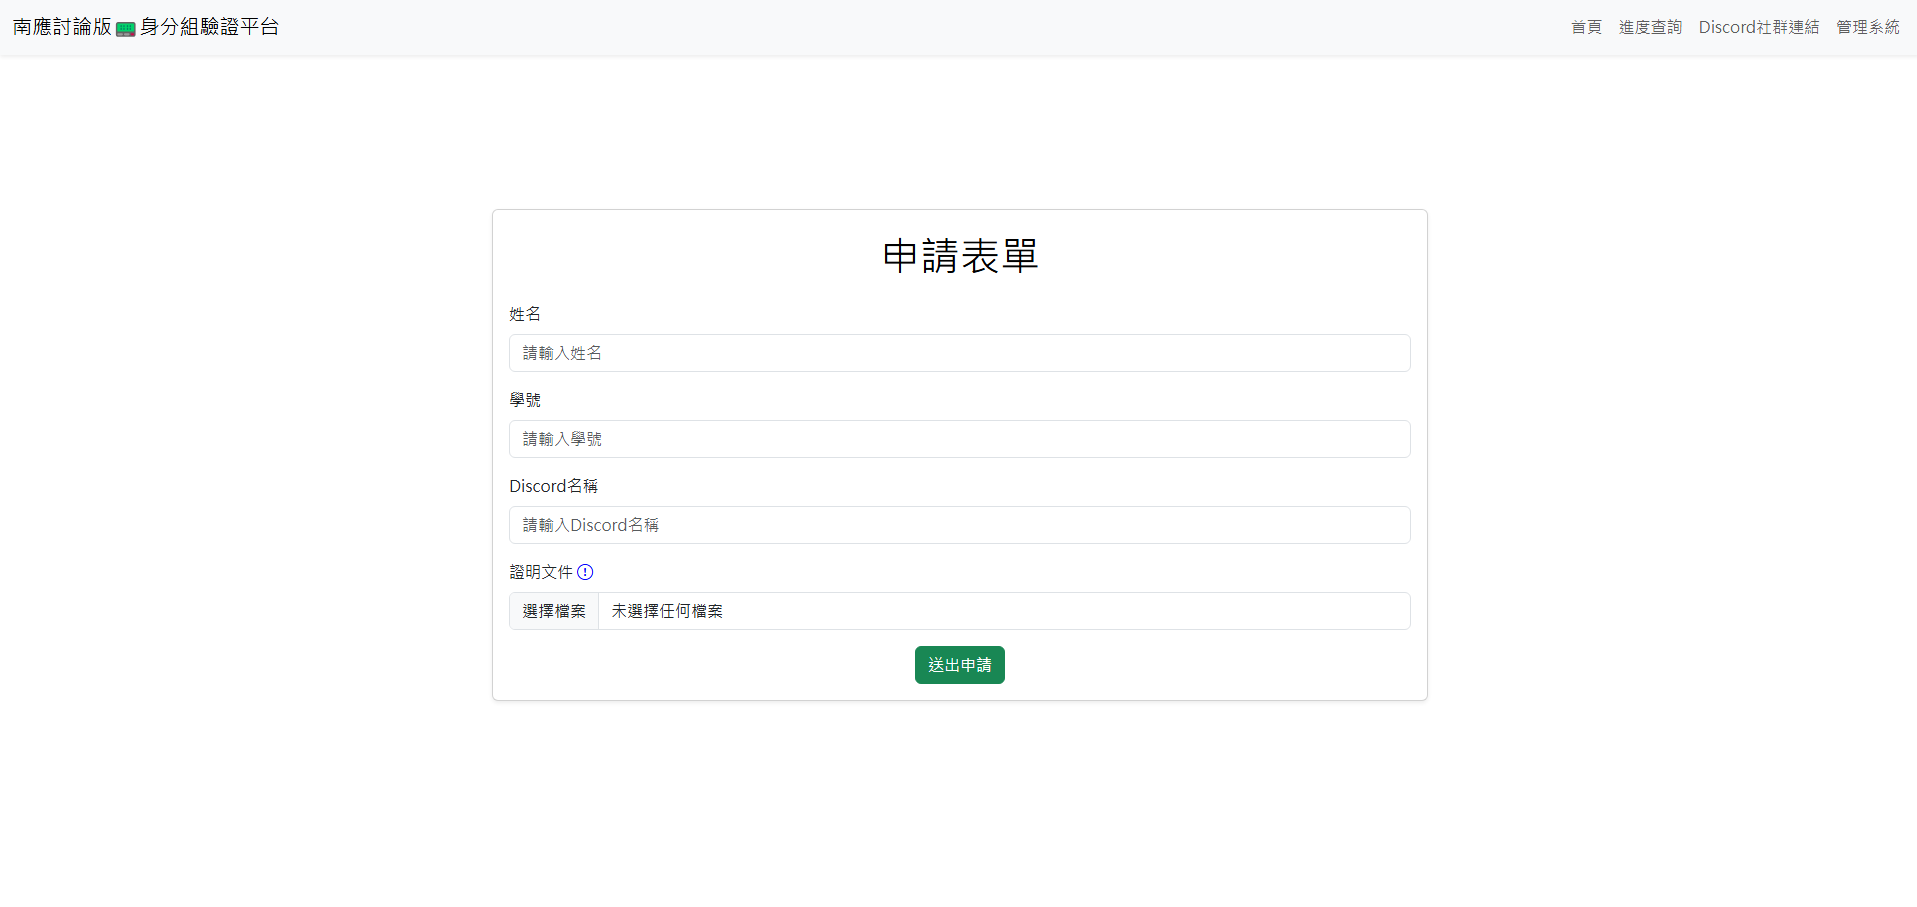 南應討論版 📟 身分組驗證平台
首頁 進度查詢 Discord社群連結 管理系統
申請表單
姓名
請輸入姓名
學號
請輸入學號
Discord名稱
請輸入Discord名稱
證明文件
選擇檔案 未選擇任何檔案
送出申請